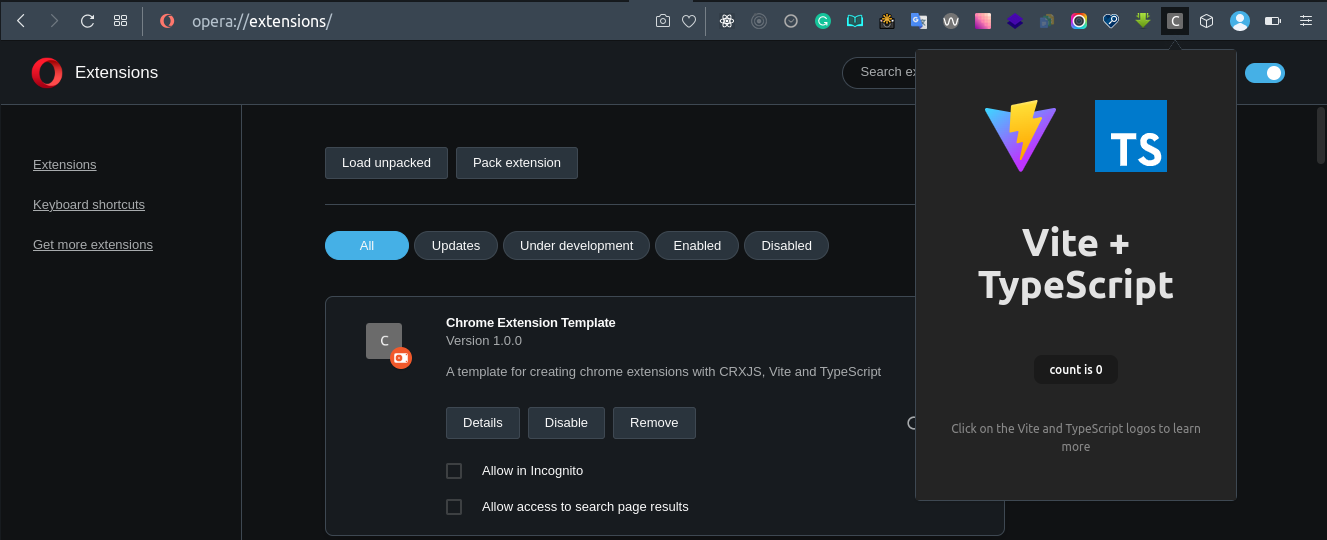 opera://extensions/
C
Extensions
Search ex
Extensions
Keyboard shortcuts
Get more extensions
Load unpacked
Pack extension
All
Updates
Under development
Enabled
Disabled
C
Chrome Extension Template
Version 1.0.0
A template for creating chrome extensions with CRXJS, Vite and TypeScript
Details
Disable
Remove
Allow in Incognito
Allow access to search page results
TS
Vite +
TypeScript
count is 0
Click on the Vite and TypeScript logos to learn
more